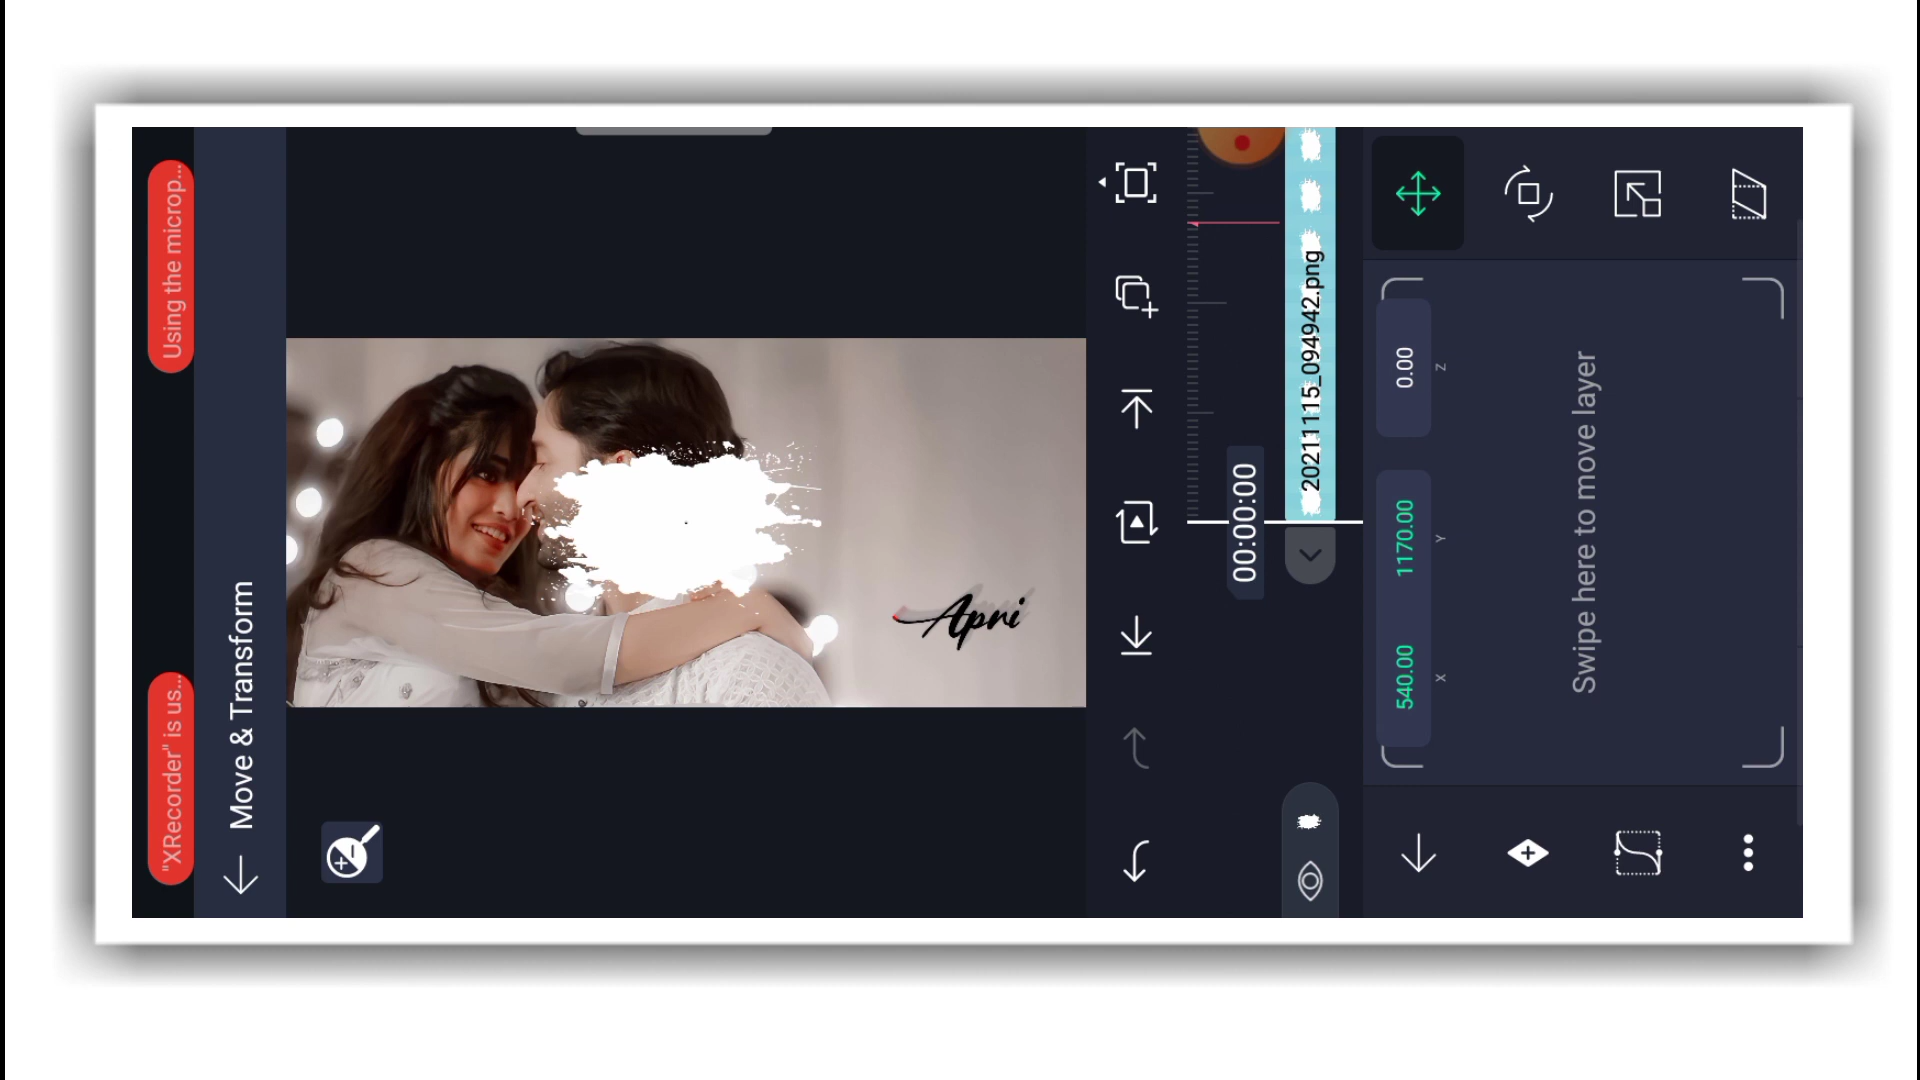 "XRecorder" is us...
Using the microp...
Move & Transform
Apri
00:00:00
20211115_094942.png
540.00
1170.00
0.00
X
Y
Z
Swipe here to move layer